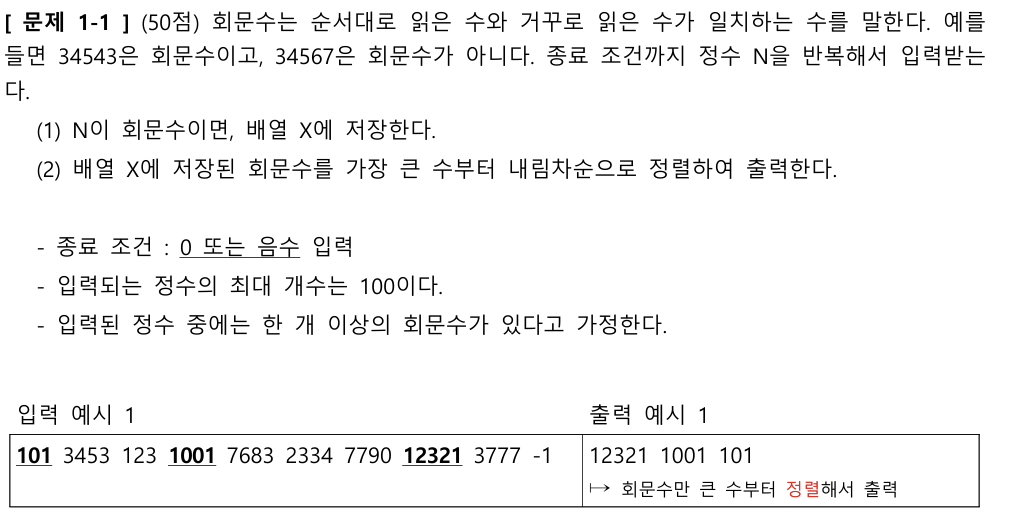 [ 문제 1-1 ] (50점) 회문수는 순서대로 읽은 수와 거꾸로 읽은 수가 일치하는 수를 말한다. 예를
들면 34543은 회문수이고, 34567은 회문수가 아니다. 종료 조건까지 정수 N을 반복해서 입력받는
다.
(1) N이 회문수이면, 배열 X에 저장한다.
(2) 배열 X에 저장된 회문수를 가장 큰 수부터 내림차순으로 정렬하여 출력한다.
- 종료 조건 : 0 또는 음수 입력
- 입력되는 정수의 최대 개수는 100이다.
- 입력된 정수 중에는 한 개 이상의 회문수가 있다고 가정한다.
입력 예시 1
출력 예시 1
101 3453 123 1001 7683 2334 7790 12321 3777 -1
12321 1001 101
↦ 회문수만 큰 수부터 정렬해서 출력